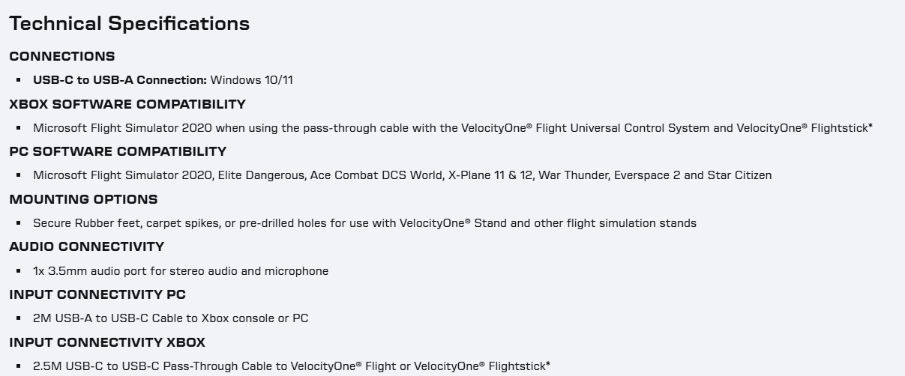 Technical Specifications
CONNECTIONS
▪ USB-C to USB-A Connection: Windows 10/11
XBOX SOFTWARE COMPATIBILITY
▪ Microsoft Flight Simulator 2020 when using the pass-through cable with the VelocityOne® Flight Universal Control System and VelocityOne® Flightstick*
PC SOFTWARE COMPATIBILITY
▪ Microsoft Flight Simulator 2020, Elite Dangerous, Ace Combat DCS World, X-Plane 11 & 12, War Thunder, Everspace 2 and Star Citizen
MOUNTING OPTIONS
▪ Secure Rubber feet, carpet spikes, or pre-drilled holes for use with VelocityOne® Stand and other flight simulation stands
AUDIO CONNECTIVITY
▪ 1x 3.5mm audio port for stereo audio and microphone
INPUT CONNECTIVITY PC
▪ 2M USB-A to USB-C Cable to Xbox console or PC
INPUT CONNECTIVITY XBOX
▪ 2.5M USB-C to USB-C Pass-Through Cable to VelocityOne® Flight or VelocityOne® Flightstick*